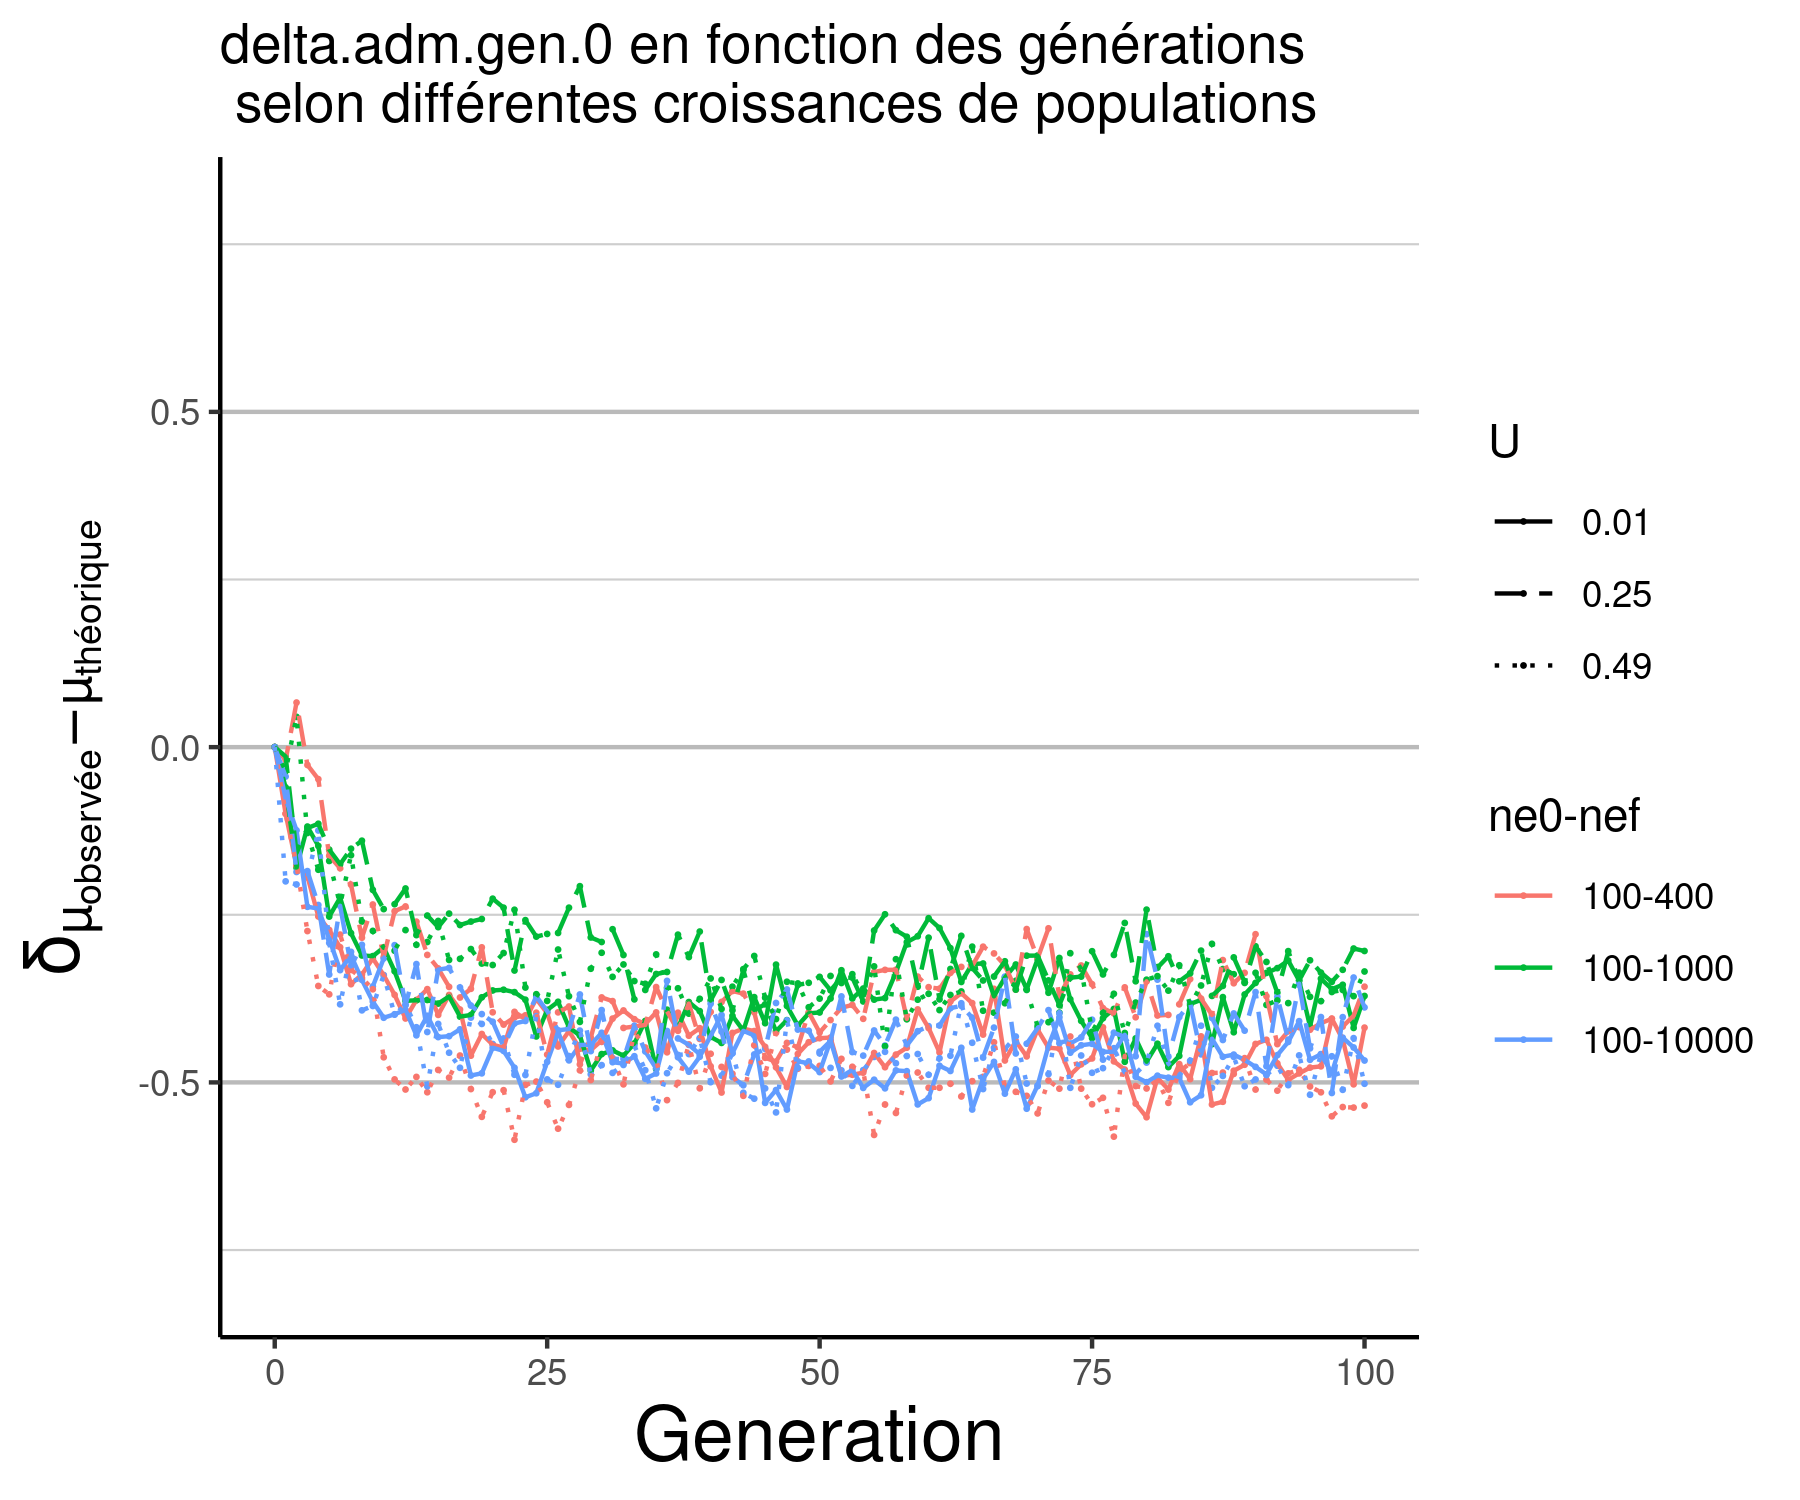 delta.adm.gen.0 en fonction des générations
selon différentes croissances de populations
δμobservée−μthéorique
0.5
0.0
-0.5
0 25 50 75 100
Generation
U
0.01
0.25
0.49
ne0-nef
100-400
100-1000
100-10000